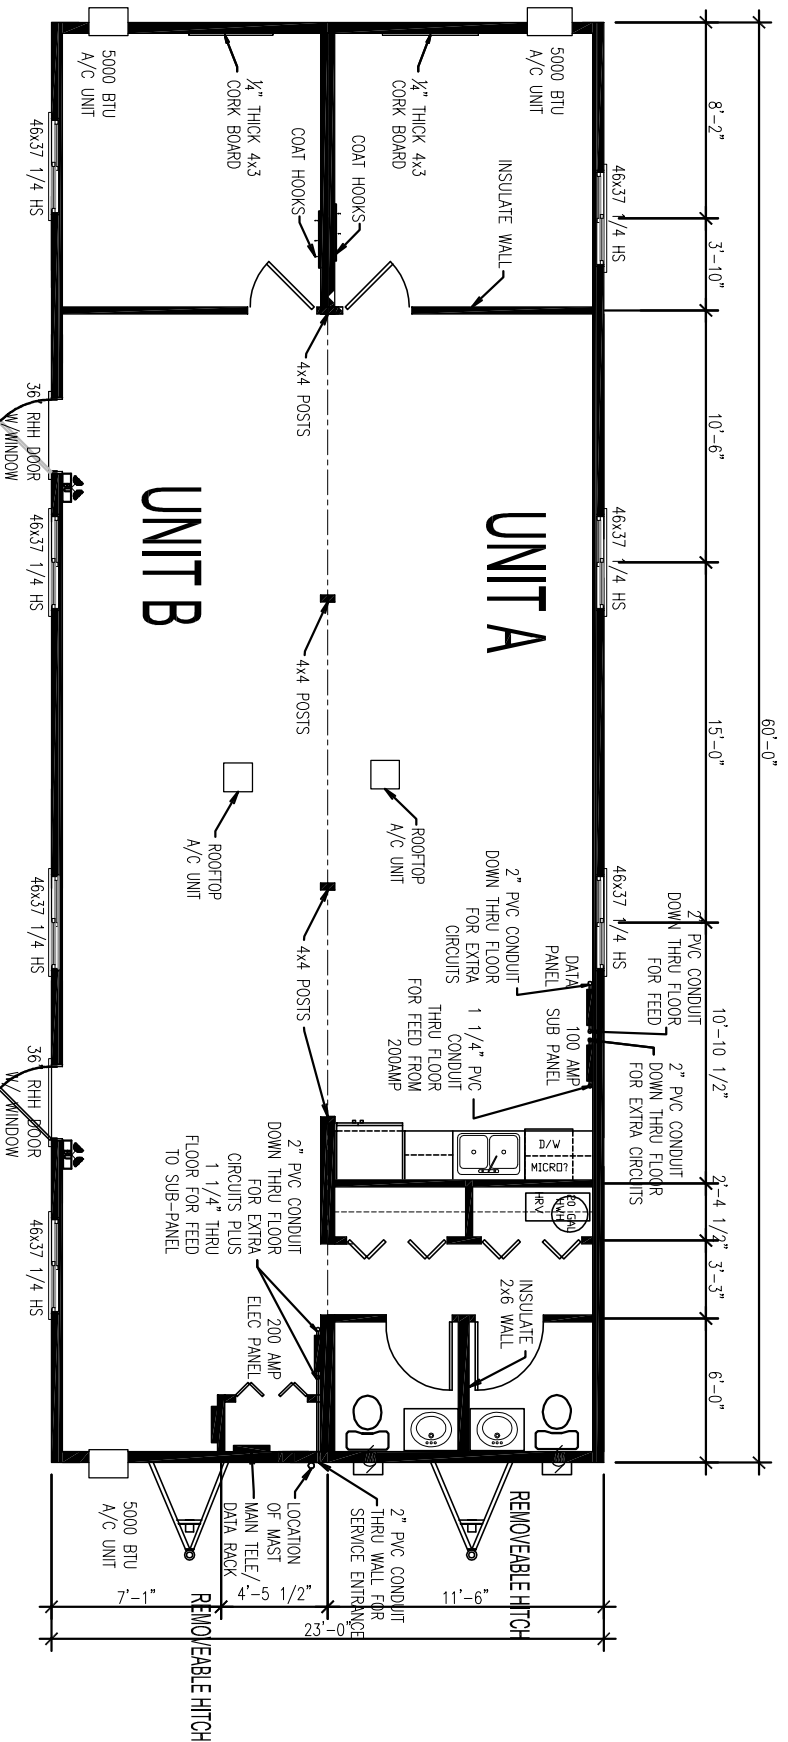 60'-0"
8'-2"
3'-10"
10'-6"
15'-0"
10'-10 1/2"
2'-4 1/2"
3'-3"
6'-0"
46x37 1/4 HS
46x37 1/4 HS
46x37 1/4 HS
2" PVC CONDUIT
DOWN THRU FLOOR
FOR FEED
2" PVC CONDUIT
DOWN THRU FLOOR
FOR EXTRA CIRCUITS
5000 BTU
A/C UNIT
1/4" THICK 4x3
CORK BOARD
COAT HOOKS
INSULATE WALL
UNIT A
ROOFTOP
A/C UNIT
2" PVC CONDUIT
DOWN THRU FLOOR
FOR EXTRA
CIRCUITS
DATA
PANEL
100 AMP
SUB PANEL
1 1/4" PVC
CONDUIT
THRU FLOOR
FOR FEED FROM
200AMP
D/W
MICRO?
20 GAL
HWH
HRV
INSULATE
2x6 WALL
REMOVEABLE HITCH
4x4 POSTS
4x4 POSTS
4x4 POSTS
5000 BTU
A/C UNIT
1/4" THICK 4x3
CORK BOARD
COAT HOOKS
UNIT B
ROOFTOP
A/C UNIT
2" PVC CONDUIT
DOWN THRU FLOOR
FOR EXTRA
CIRCUITS PLUS
1 1/4" THRU
FLOOR FOR FEED
TO SUB-PANEL
200 AMP
ELEC PANEL
2" PVC CONDUIT
THRU WALL FOR
SERVICE ENTRANCE
LOCATION
OF MAST
MAIN TELE/
DATA RACK
5000 BTU
A/C UNIT
REMOVEABLE HITCH
11'-6"
4'-5 1/2"
7'-1"
23'-0"
46x37 1/4 HS
36" RHH DOOR
W/WINDOW
46x37 1/4 HS
46x37 1/4 HS
36" RHH DOOR
W/ WINDOW
46x37 1/4 HS